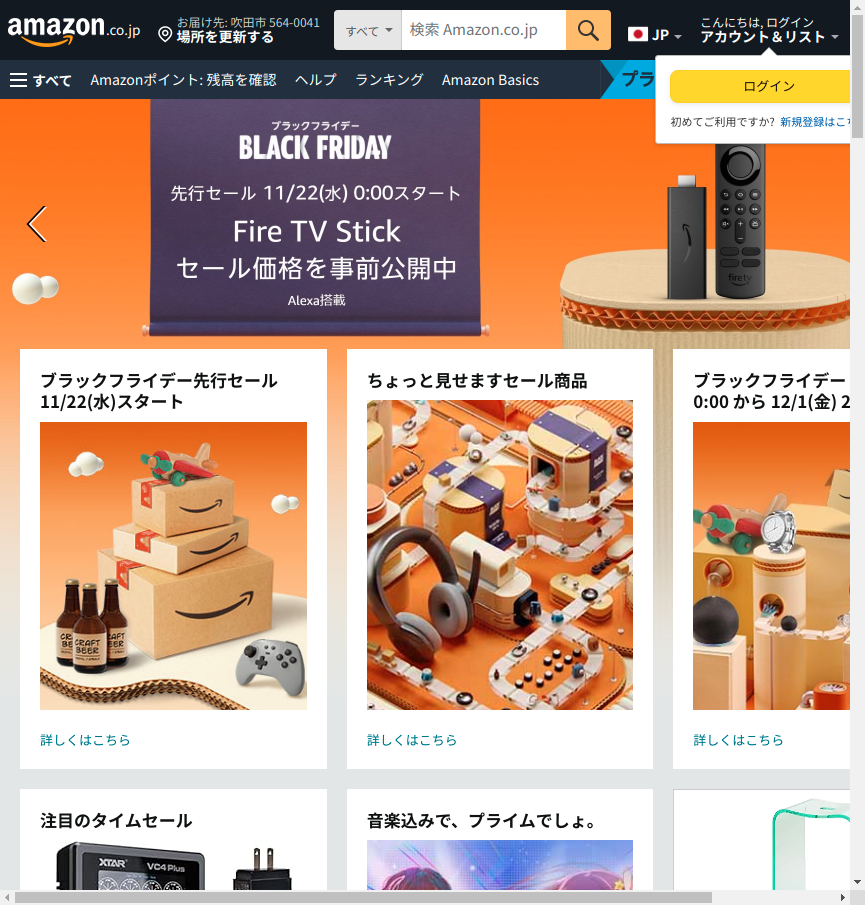 amazon.co.jp
お届け先: 吹田市 564-0041
場所を更新する
すべて
検索 Amazon.co.jp
JP
こんにちは, ログイン
アカウント＆リスト
すべて
Amazonポイント: 残高を確認
ヘルプ
ランキング
Amazon Basics
プラ
ログイン
初めてご利用ですか? 新規登録はこち
ブラックフライデー
BLACK FRIDAY
先行セール 11/22(水) 0:00スタート
Fire TV Stick
セール価格を事前公開中
Alexa搭載
firetv
ブラックフライデー先行セール
11/22(水)スタート
CRAFT
BEER
詳しくはこちら
ちょっと見せますセール商品
詳しくはこちら
ブラックフライデー
0:00 から 12/1(金) 2
詳しくはこちら
注目のタイムセール
XTAR
VC4 Plus
音楽込みで、プライムでしょ。